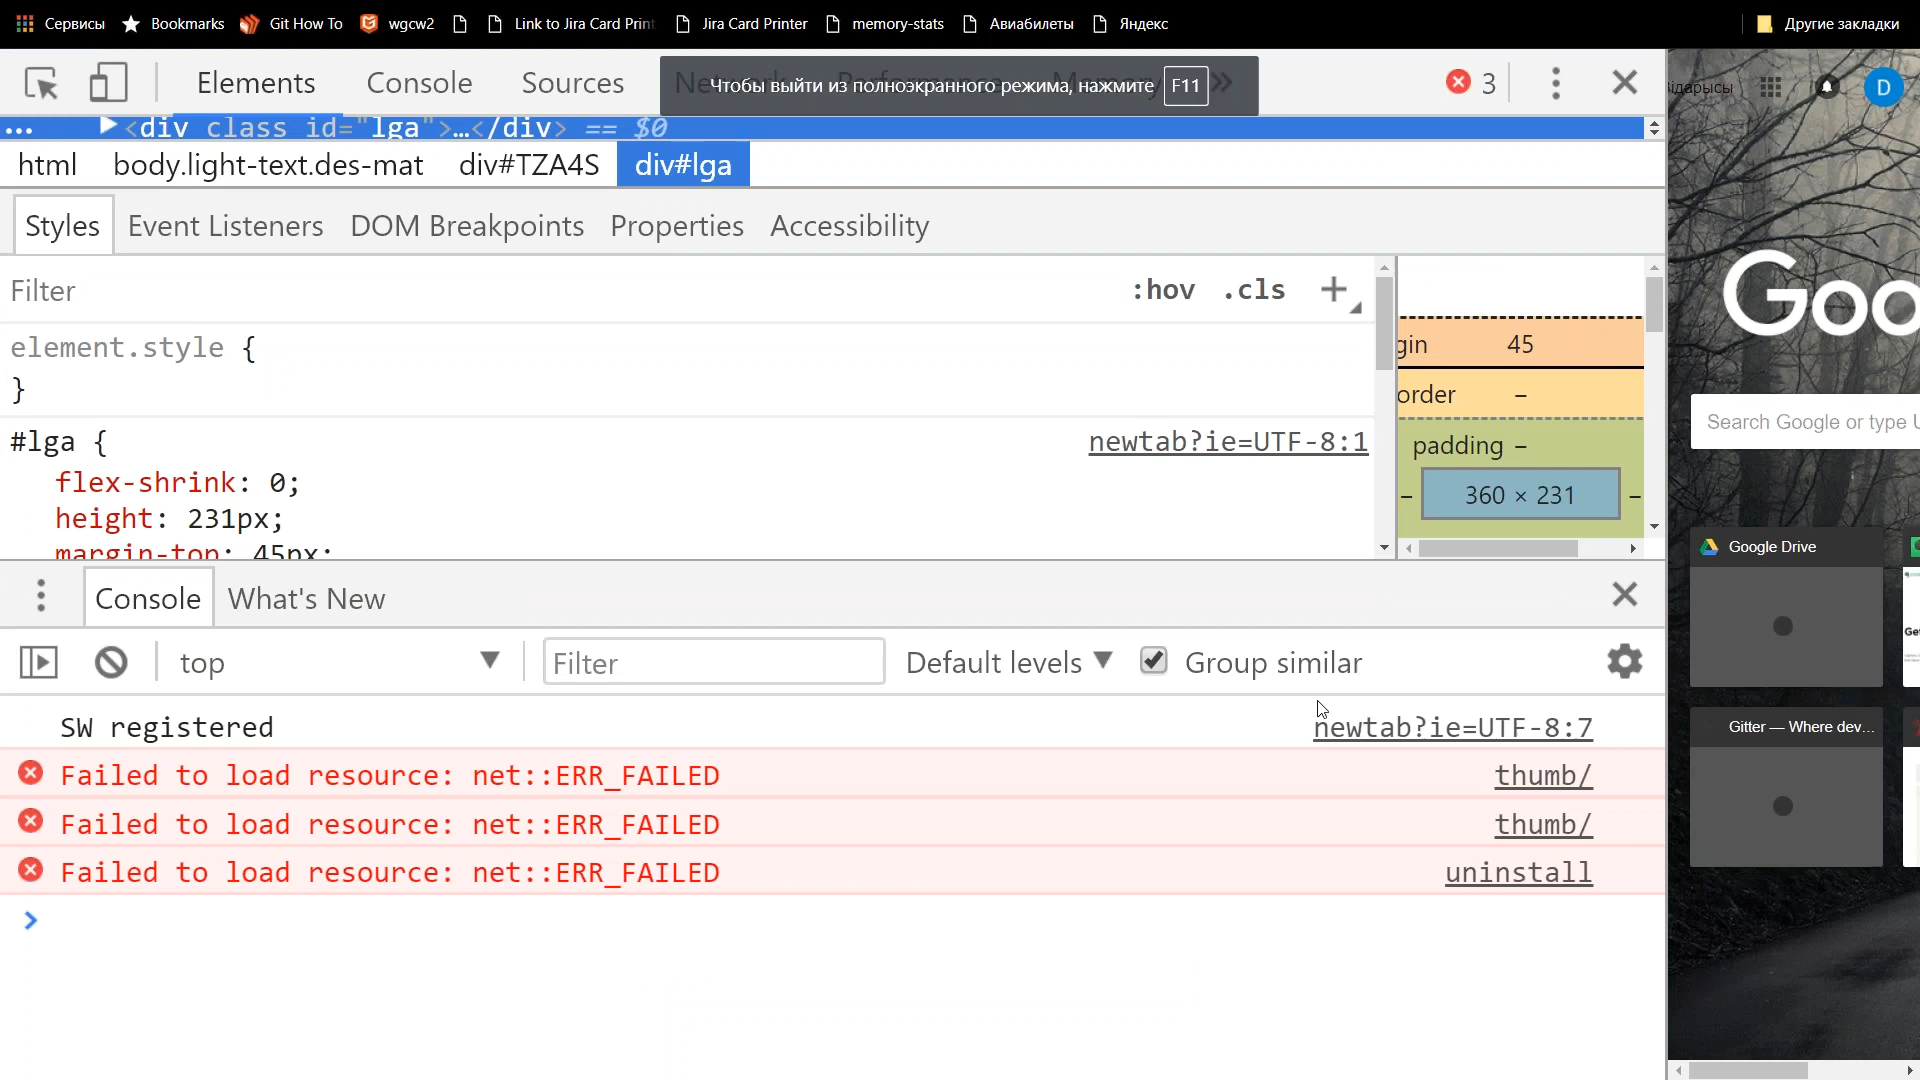 Сервисы Bookmarks Git How To wgcw2 Link to Jira Card Print Jira Card Printer memory-stats Авиабилеты Яндекс Другие закладки
Elements Console Sources 3
Чтобы выйти из полноэкранного режима, нажмите F11
… <div class id="lga">…</div> == $0
html body.light-text.des-mat div#TZA4S div#lga
Styles Event Listeners DOM Breakpoints Properties Accessibility
Filter :hov .cls +
element.style {
}
#lga { newtab?ie=UTF-8:1
flex-shrink: 0;
height: 231px;
margin-top: 45px;
gin 45
order –
padding –
– 360 × 231 –
Console What's New
top Filter Default levels Group similar
SW registered newtab?ie=UTF-8:7
Failed to load resource: net::ERR_FAILED thumb/
Failed to load resource: net::ERR_FAILED thumb/
Failed to load resource: net::ERR_FAILED uninstall
D
Goo
Search Google or type U
Google Drive
Ge
Gitter — Where dev...